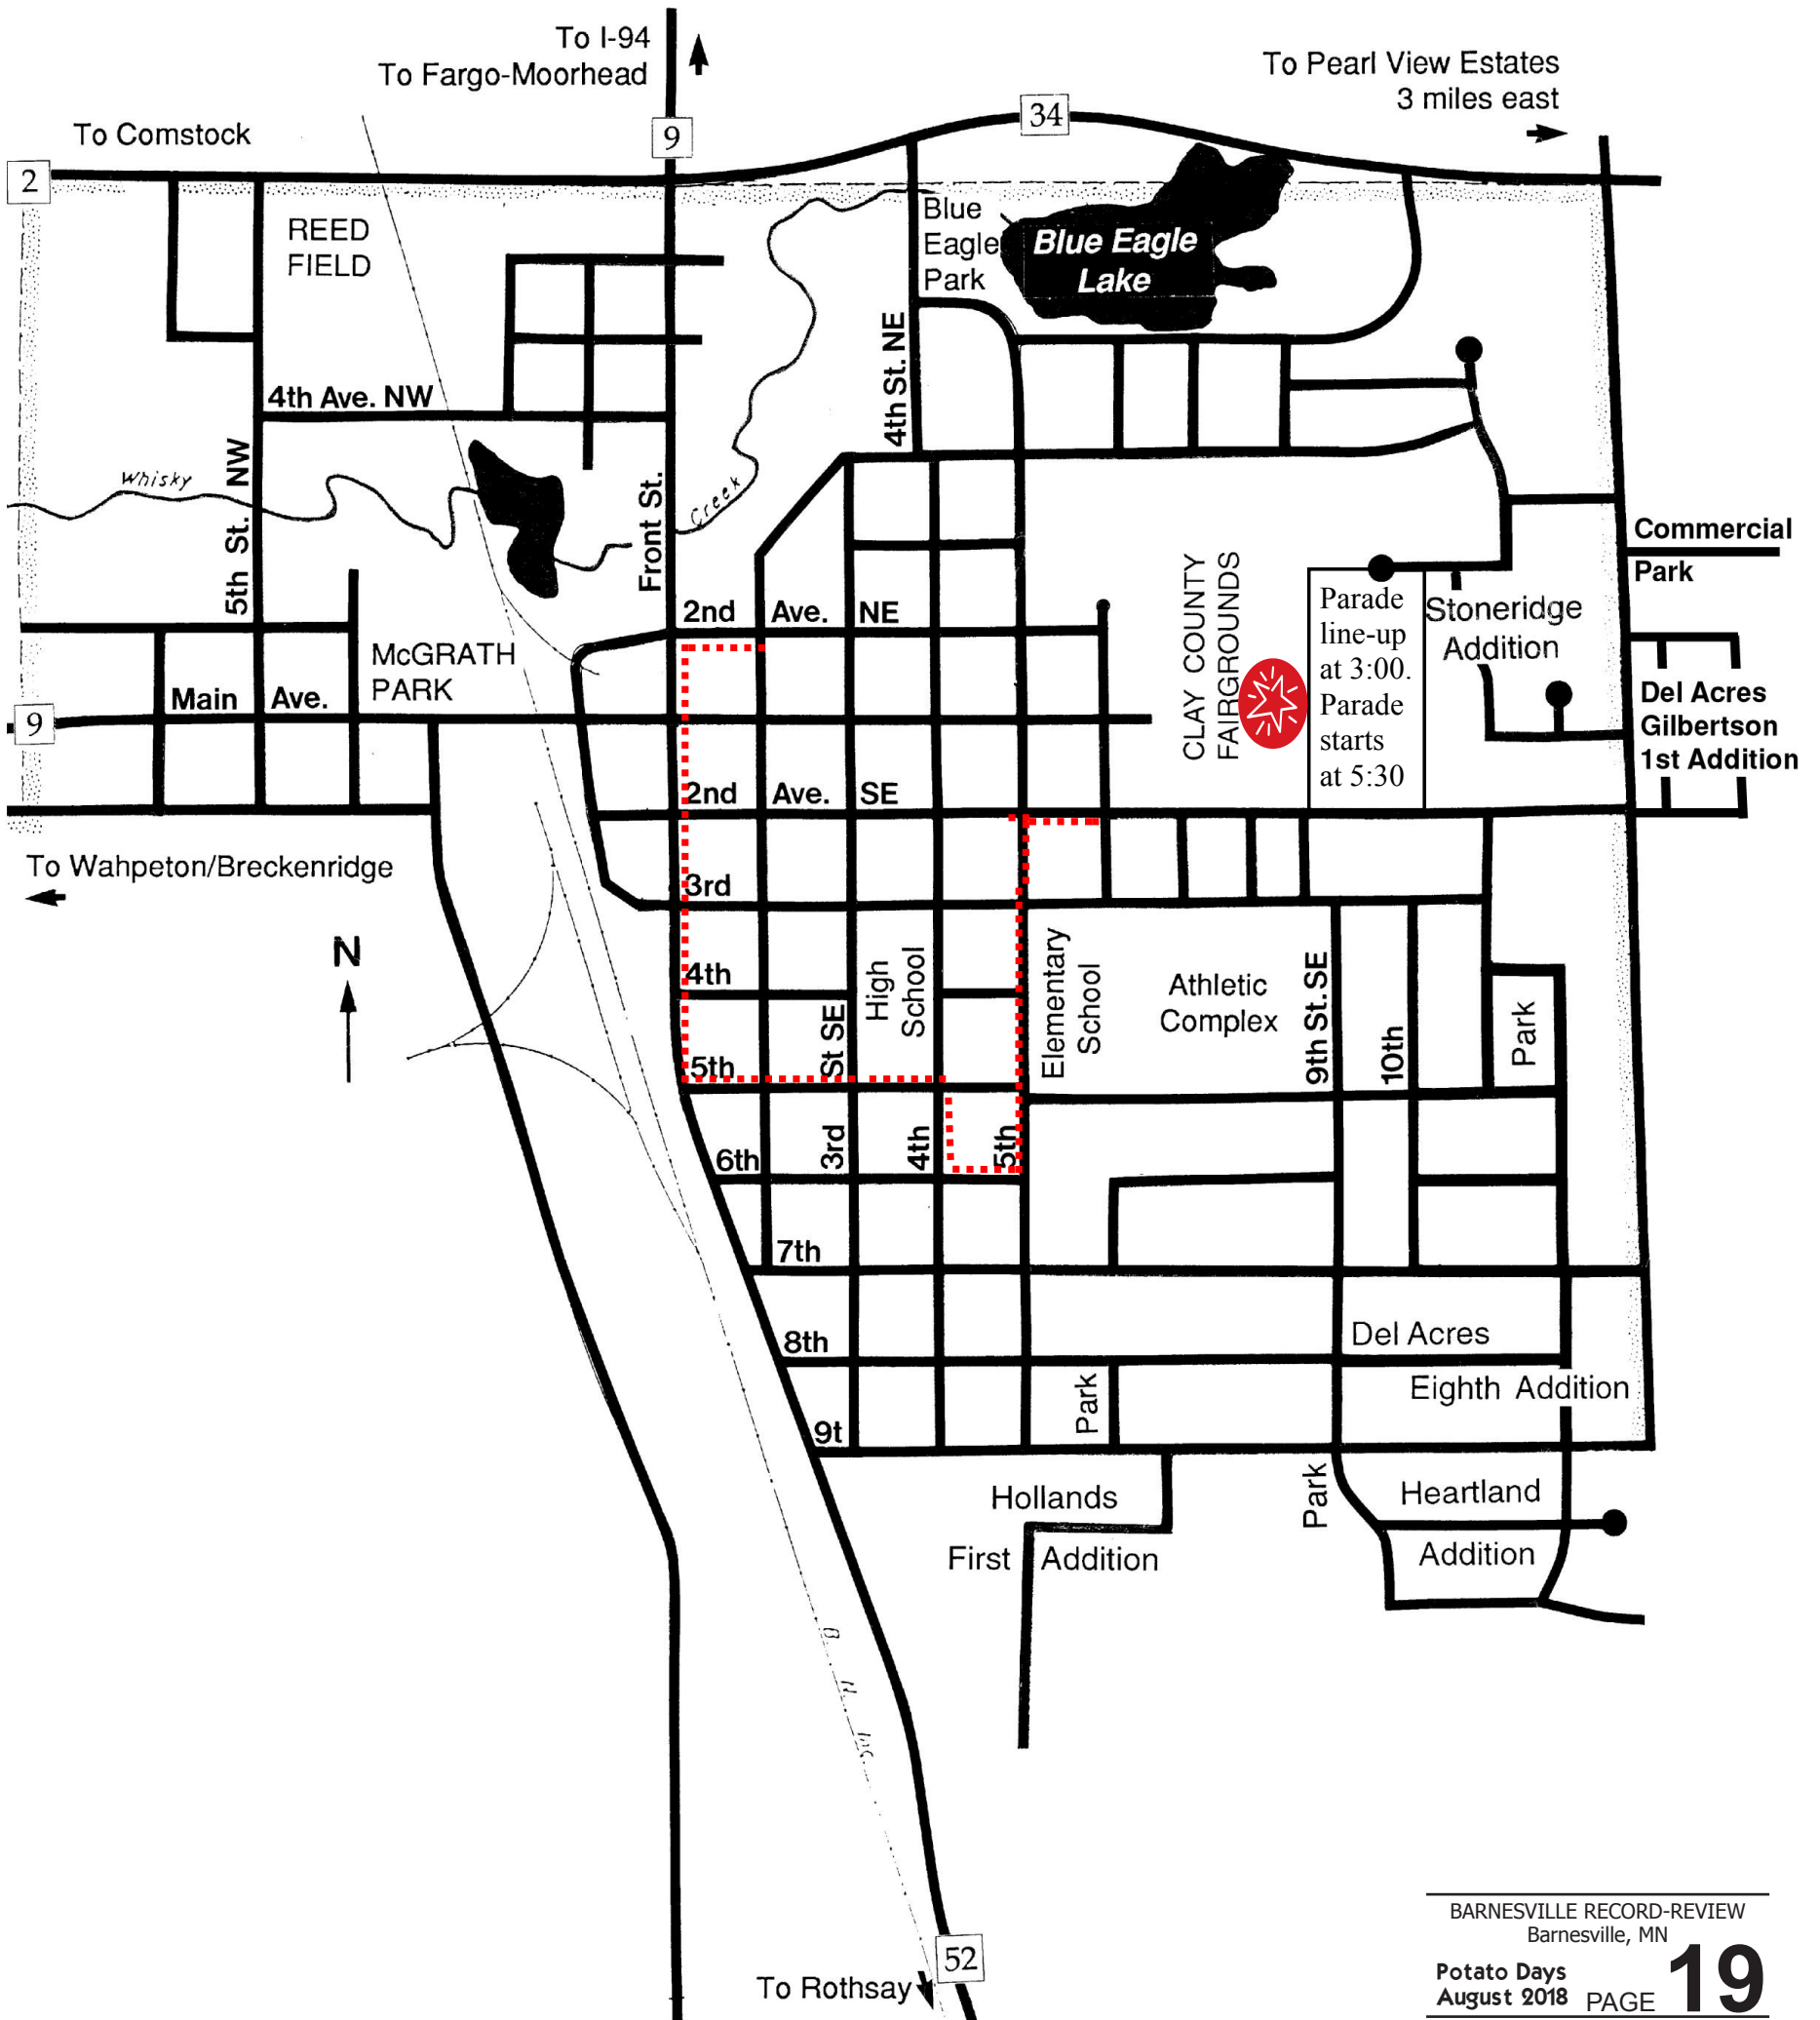 To I-94
To Fargo-Moorhead
To Pearl View Estates
3 miles east
34
9
To Comstock
2
REED
FIELD
Blue
Eagle
Park
Blue Eagle
Lake
4th St. NE
4th Ave. NW
5th St. NW
Whisky
Creek
Front St.
Commercial
Park
CLAY COUNTY
FAIRGROUNDS
Parade
line-up
at 3:00.
Parade
starts
at 5:30
Stoneridge
Addition
2nd Ave. NE
McGRATH
PARK
Main Ave.
9
Del Acres
Gilbertson
1st Addition
2nd Ave. SE
To Wahpeton/Breckenridge
3rd
N
4th
High
School
Elementary
School
Athletic
Complex
9th St. SE
10th
Park
St SE
5th
3rd
4th
5th
6th
7th
8th
Del Acres
Eighth Addition
Park
9t
Hollands
First Addition
Park
Heartland
Addition
B. N. Inc.
52
To Rothsay
BARNESVILLE RECORD-REVIEW
Barnesville, MN
Potato Days
August 2018 PAGE 19